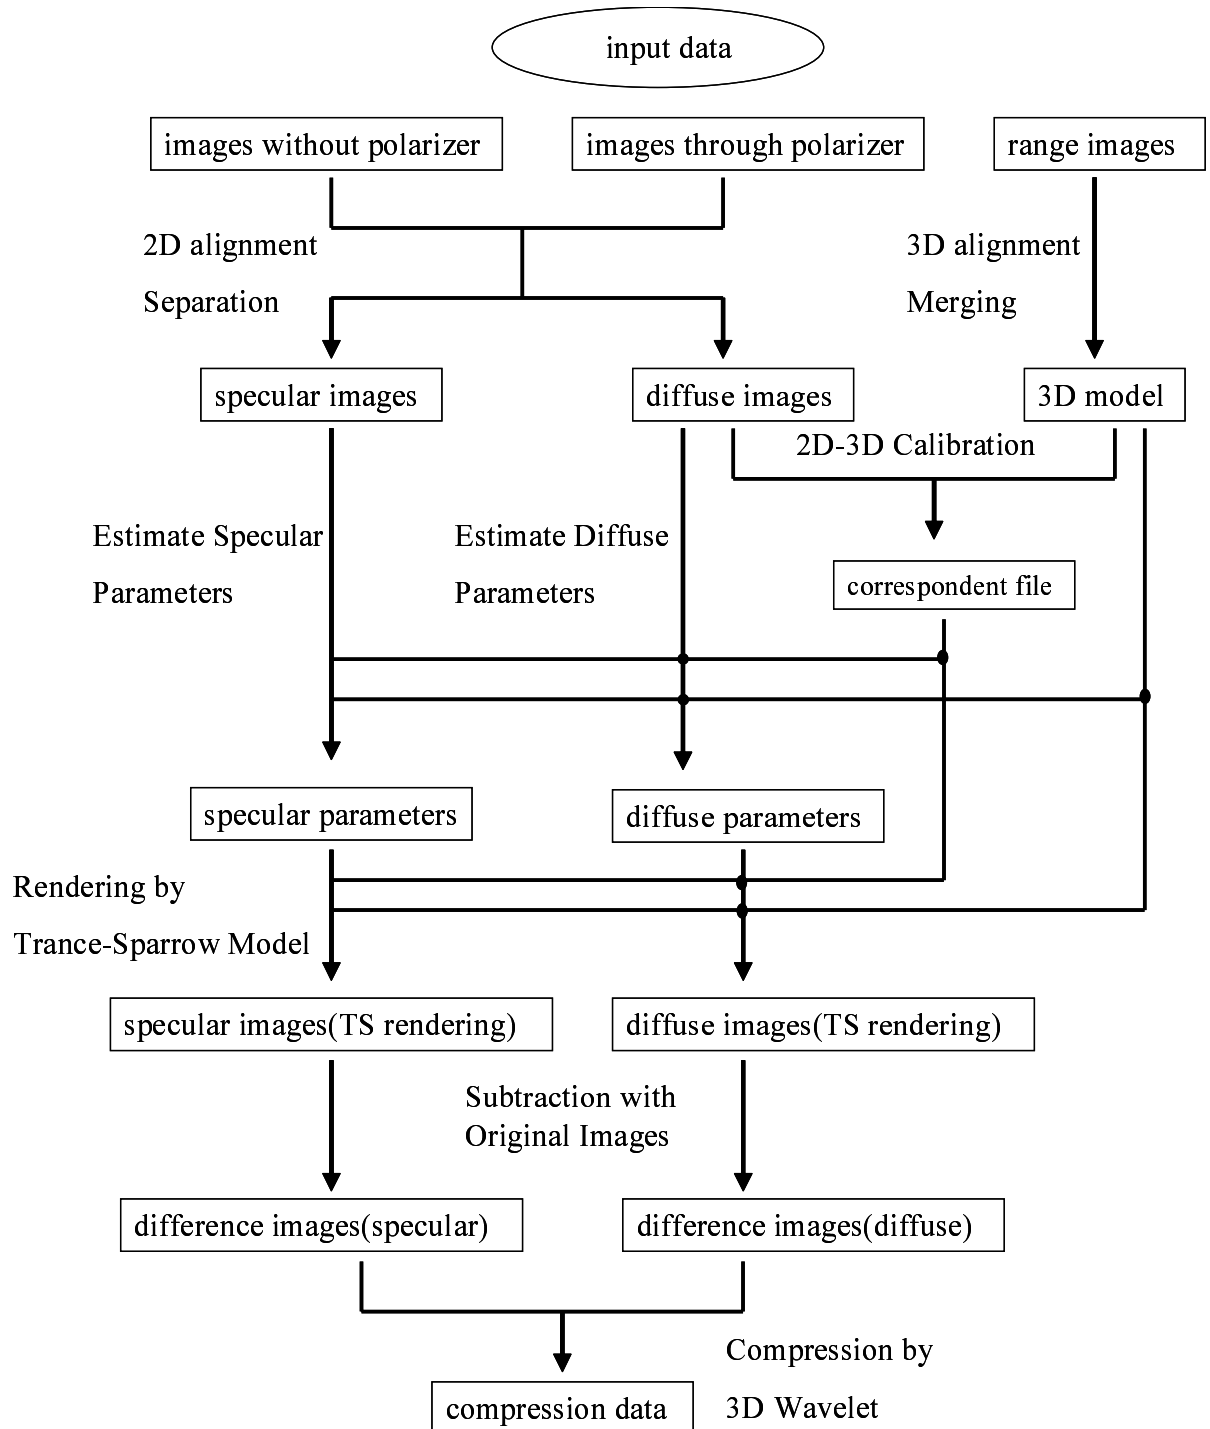 input data
images without polarizer
images through polarizer
range images
2D alignment
Separation
3D alignment
Merging
specular images
diffuse images
3D model
2D-3D Calibration
Estimate Specular
Parameters
Estimate Diffuse
Parameters
correspondent file
specular parameters
diffuse parameters
Rendering by
Trance-Sparrow Model
specular images(TS rendering)
diffuse images(TS rendering)
Subtraction with
Original Images
difference images(specular)
difference images(diffuse)
Compression by
3D Wavelet
compression data